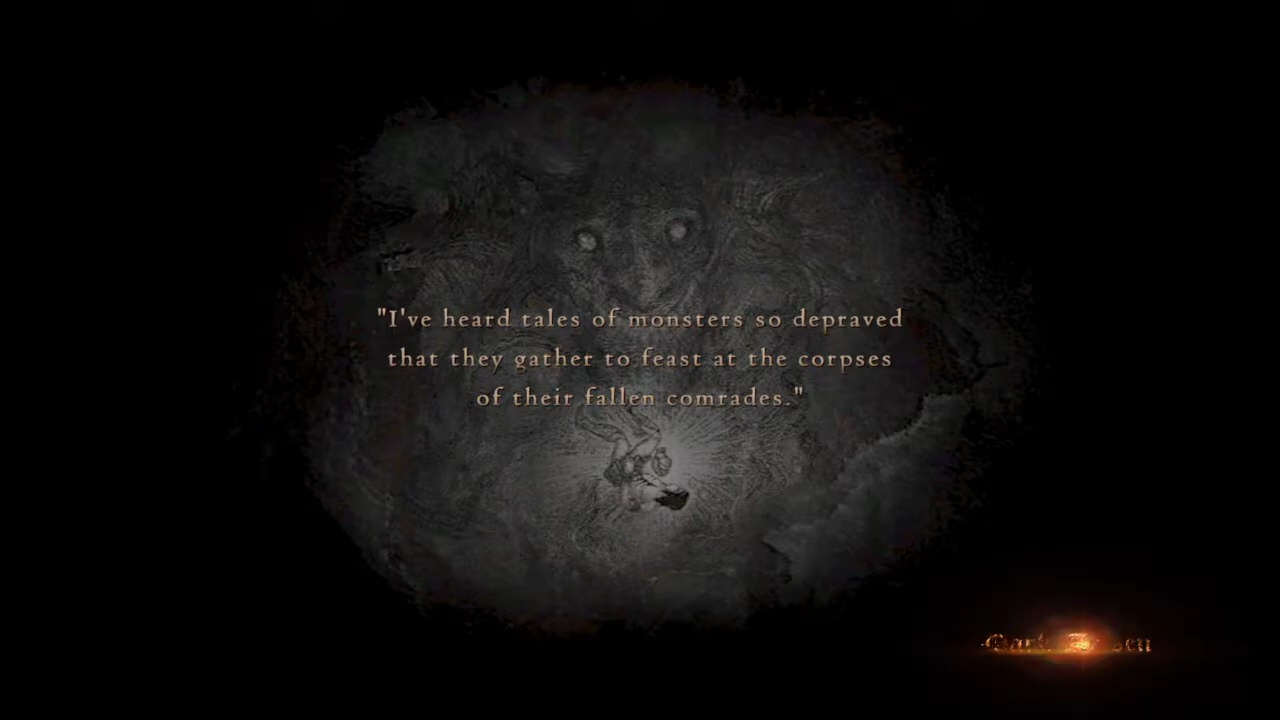 "I've heard tales of monsters so depraved
that they gather to feast at the corpses
of their fallen comrades."